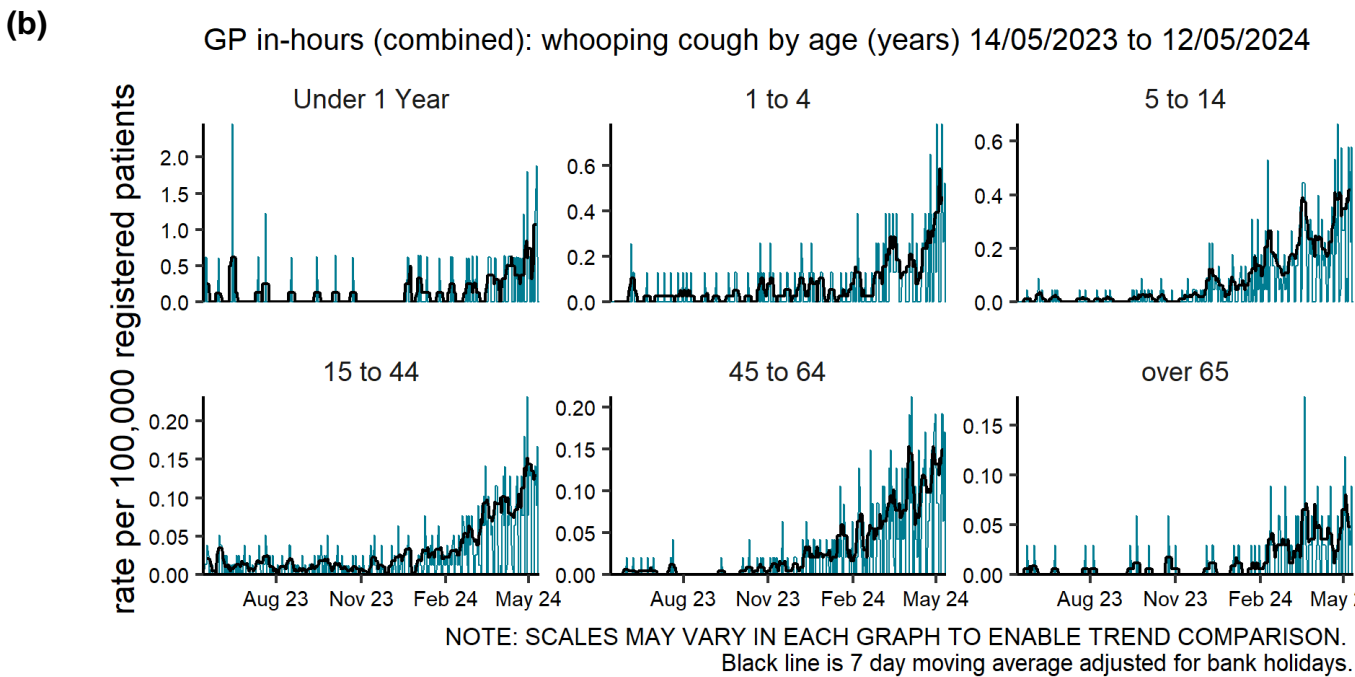 (b)
GP in-hours (combined): whooping cough by age (years) 14/05/2023 to 12/05/2024
rate per 100,000 registered patients
Under 1 Year
2.0
1.5
1.0
0.5
0.0
1 to 4
0.6
0.4
0.2
0.0
5 to 14
0.6
0.4
0.2
0.0
15 to 44
0.20
0.15
0.10
0.05
0.00
Aug 23 Nov 23 Feb 24 May 24
45 to 64
0.20
0.15
0.10
0.05
0.00
Aug 23 Nov 23 Feb 24 May 24
over 65
0.15
0.10
0.05
0.00
Aug 23 Nov 23 Feb 24 May
NOTE: SCALES MAY VARY IN EACH GRAPH TO ENABLE TREND COMPARISON.
Black line is 7 day moving average adjusted for bank holidays.